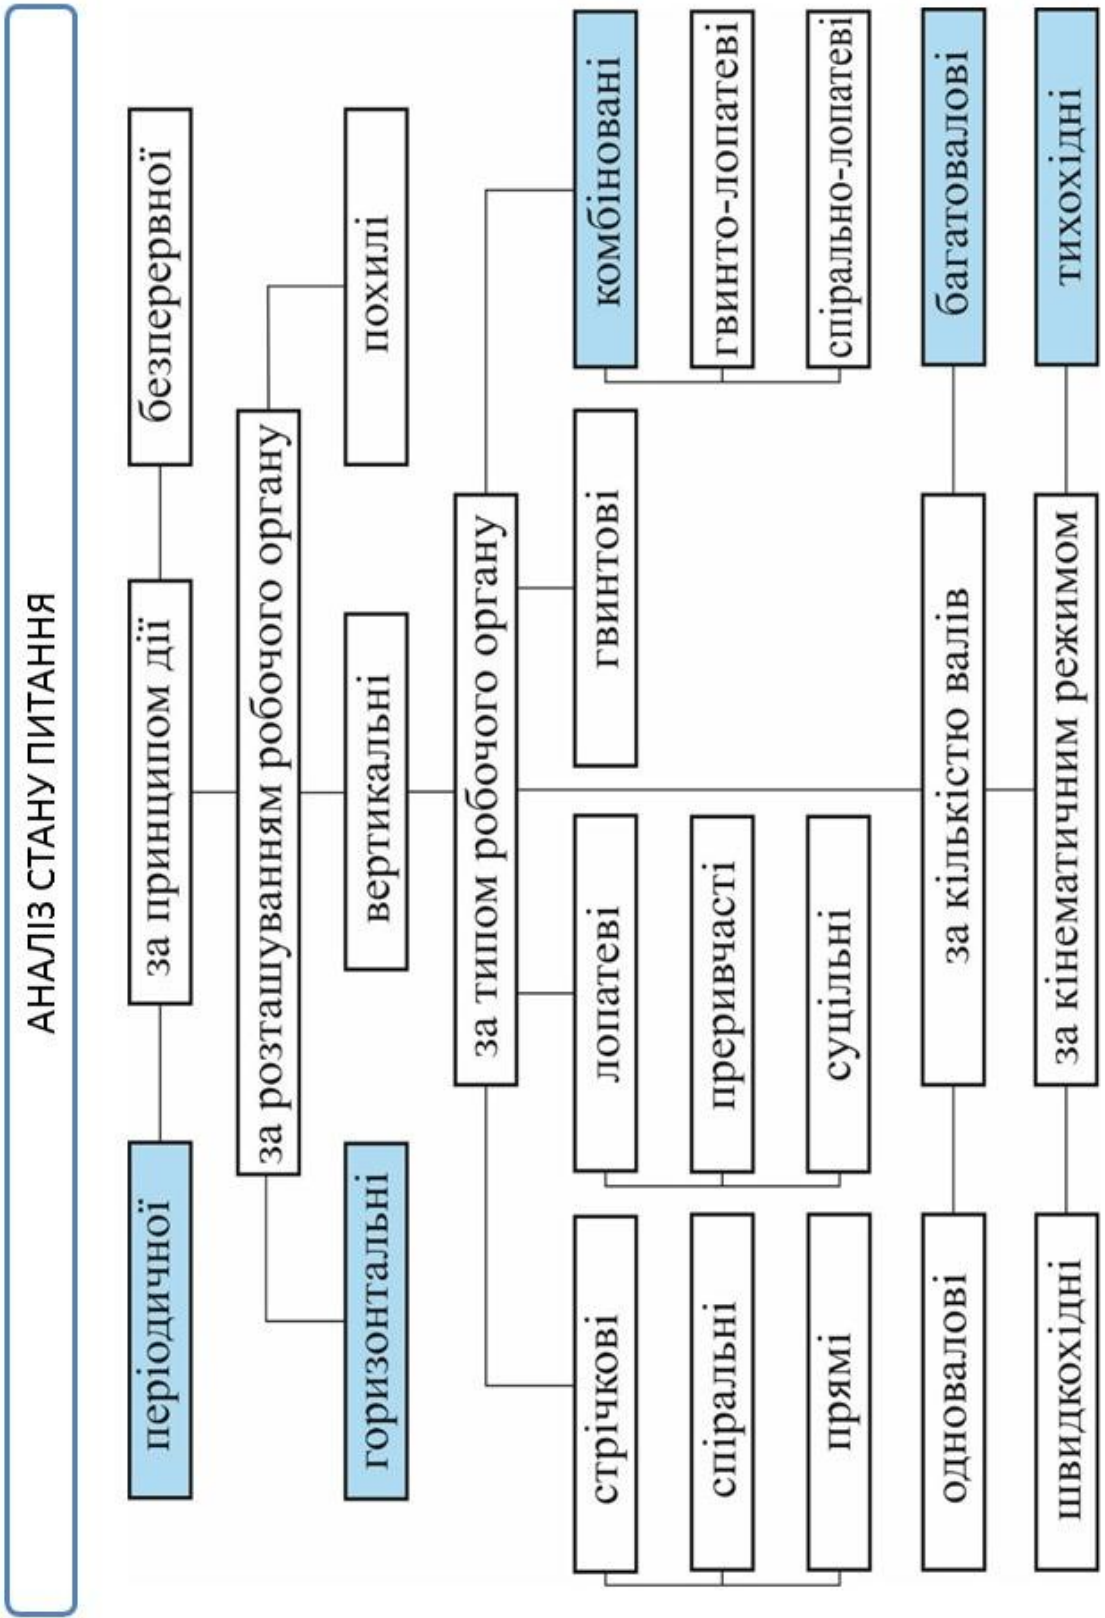 АНАЛІЗ СТАНУ ПИТАННЯ
періодичної
за принципом дії
безперервної
за розташуванням робочого органу
горизонтальні
вертикальні
похилі
за типом робочого органу
стрічкові
лопатеві
гвинтові
комбіновані
спіральні
преривчасті
гвинто-лопатеві
прямі
суцільні
спірально-лопатеві
одновалові
за кількістю валів
багатовалові
швидкохідні
за кінематичним режимом
тихохідні